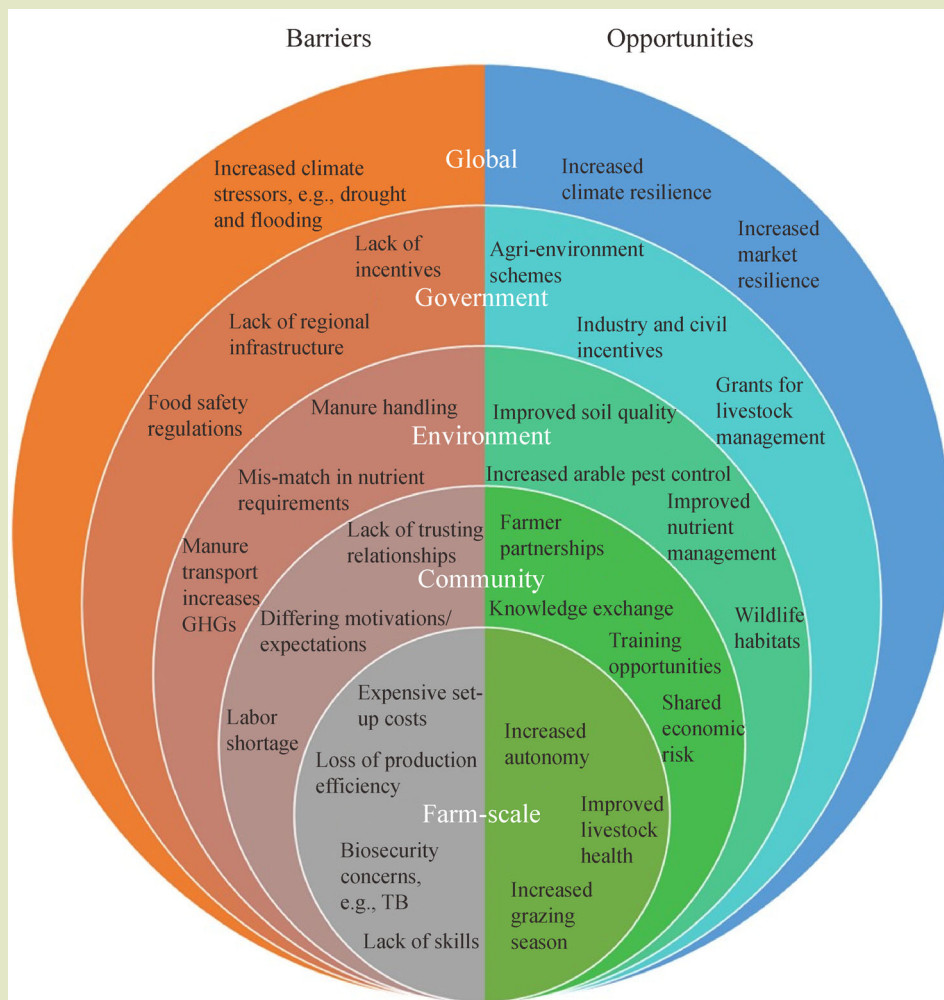 Barriers
Opportunities
Global
Increased climate
stressors, e.g., drought
and flooding
Increased
climate resilience
Increased
market
resilience
Lack of
incentives
Agri-environment
schemes
Government
Lack of regional
infrastructure
Industry and civil
incentives
Food safety
regulations
Grants for
livestock
management
Manure handling
Improved soil quality
Environment
Mis-match in nutrient
requirements
Increased arable pest control
Improved
nutrient
management
Manure
transport
increases
GHGs
Wildlife
habitats
Lack of trusting
relationships
Farmer
partnerships
Community
Differing motivations/
expectations
Knowledge exchange
Training
opportunities
Labor
shortage
Shared
economic
risk
Expensive set-
up costs
Increased
autonomy
Loss of production
efficiency
Farm-scale
Improved
livestock
health
Biosecurity
concerns,
e.g., TB
Increased
grazing
season
Lack of skills